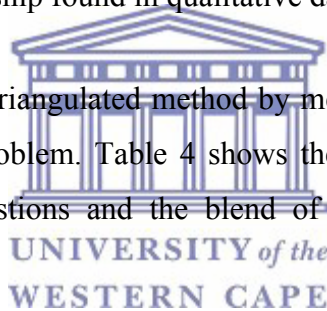 ship found in qualitative d
riangulated method by m
oblem. Table 4 shows the
stions and the blend of
UNIVERSITY of the
WESTERN CAPE